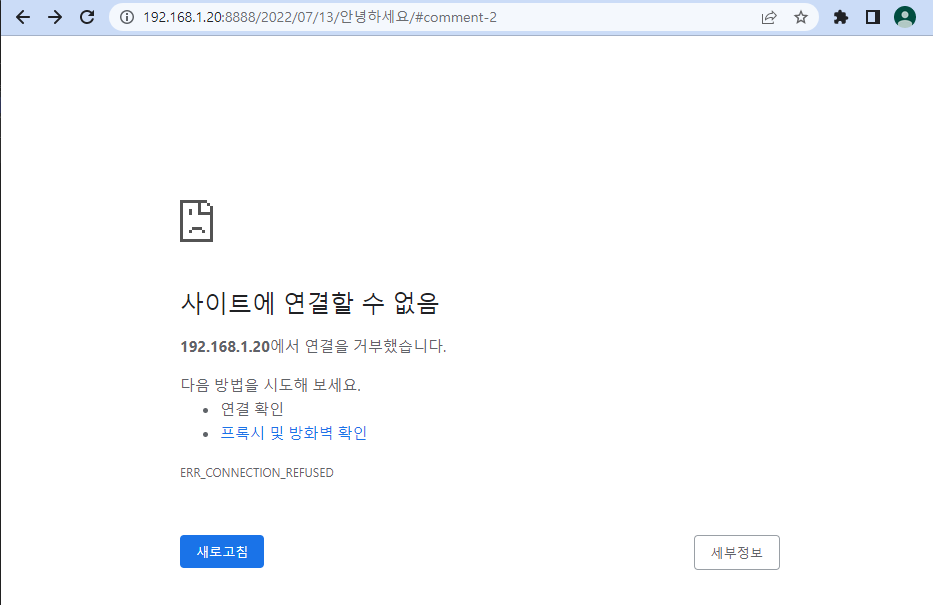 192.168.1.20:8888/2022/07/13/안녕하세요/#comment-2
사이트에 연결할 수 없음
192.168.1.20에서 연결을 거부했습니다.
다음 방법을 시도해 보세요.
연결 확인
프록시 및 방화벽 확인
ERR_CONNECTION_REFUSED
새로고침
세부정보